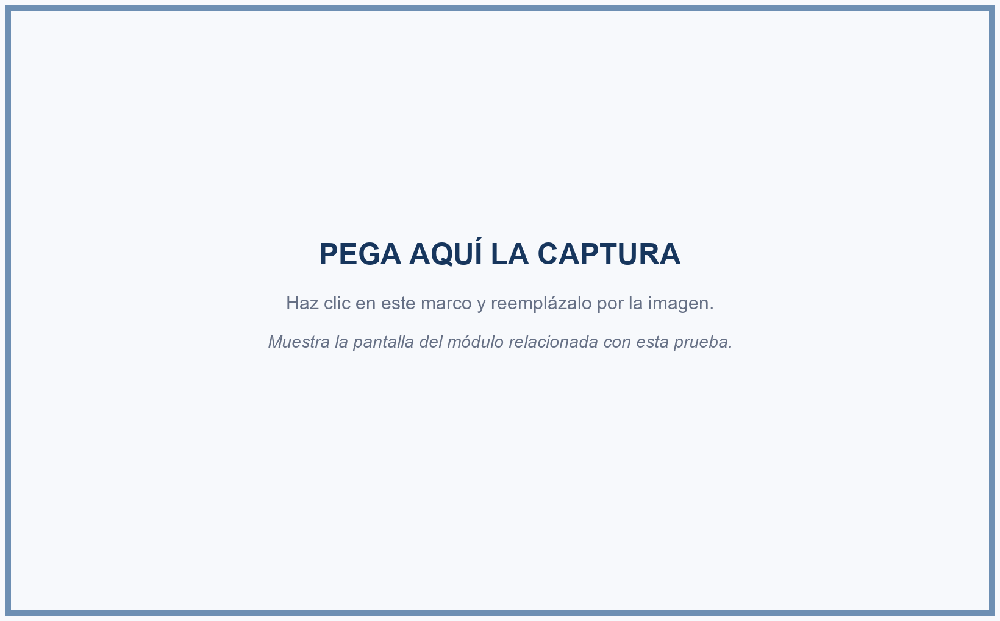 PEGA AQUÍ LA CAPTURA
Haz clic en este marco y reemplázalo por la imagen.
Muestra la pantalla del módulo relacionada con esta prueba.